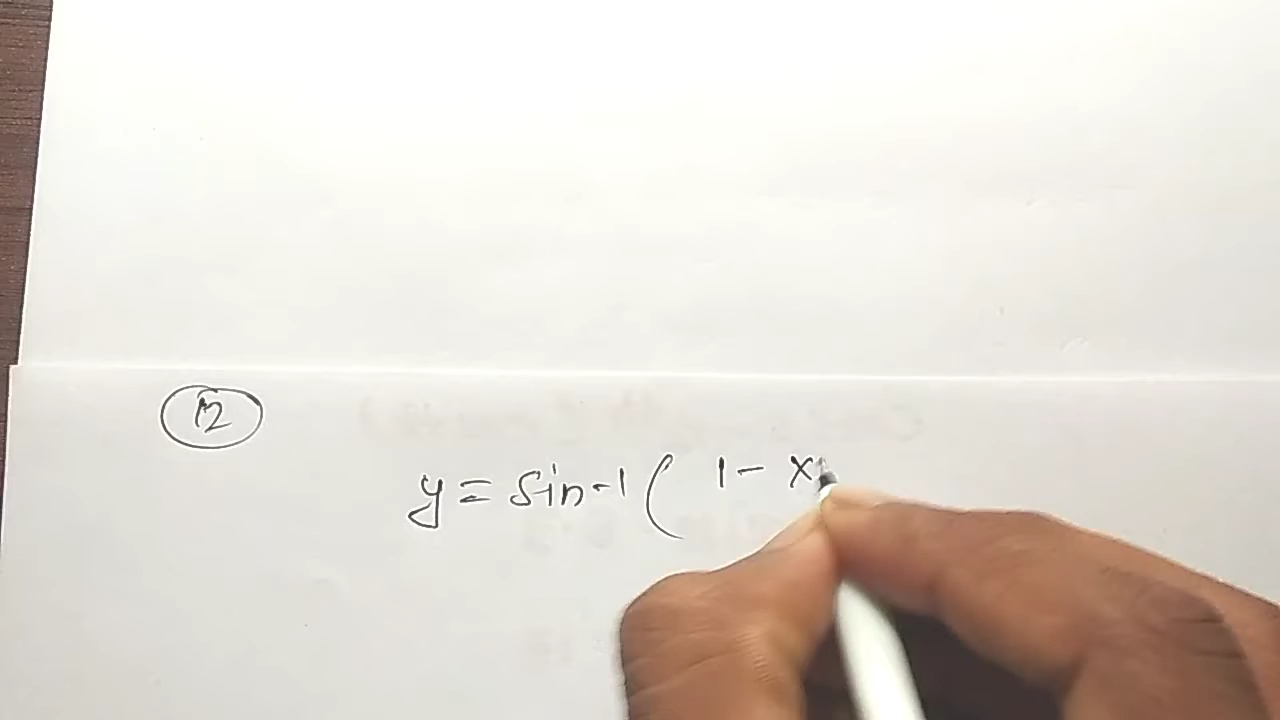 12
y = sin-1 ( 1 - x